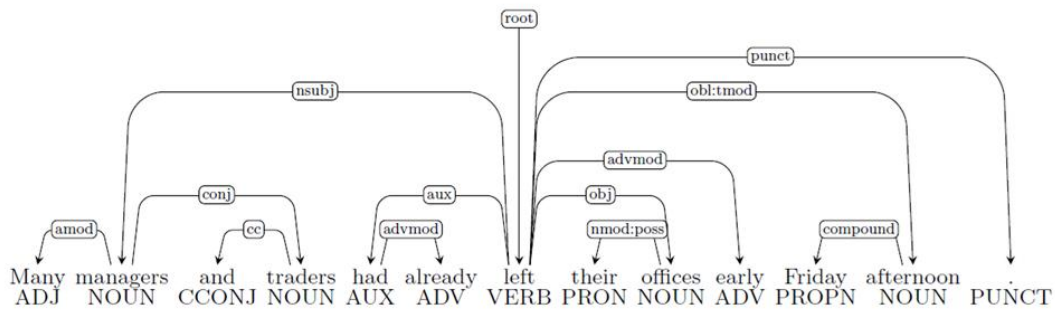 root
punct
nsubj obl:tmod
advmod
conj aux obj
amod cc advmod nmod:poss compound
Many managers and traders had already left their offices early Friday afternoon .
ADJ NOUN CCONJ NOUN AUX ADV VERB PRON NOUN ADV PROPN NOUN PUNCT